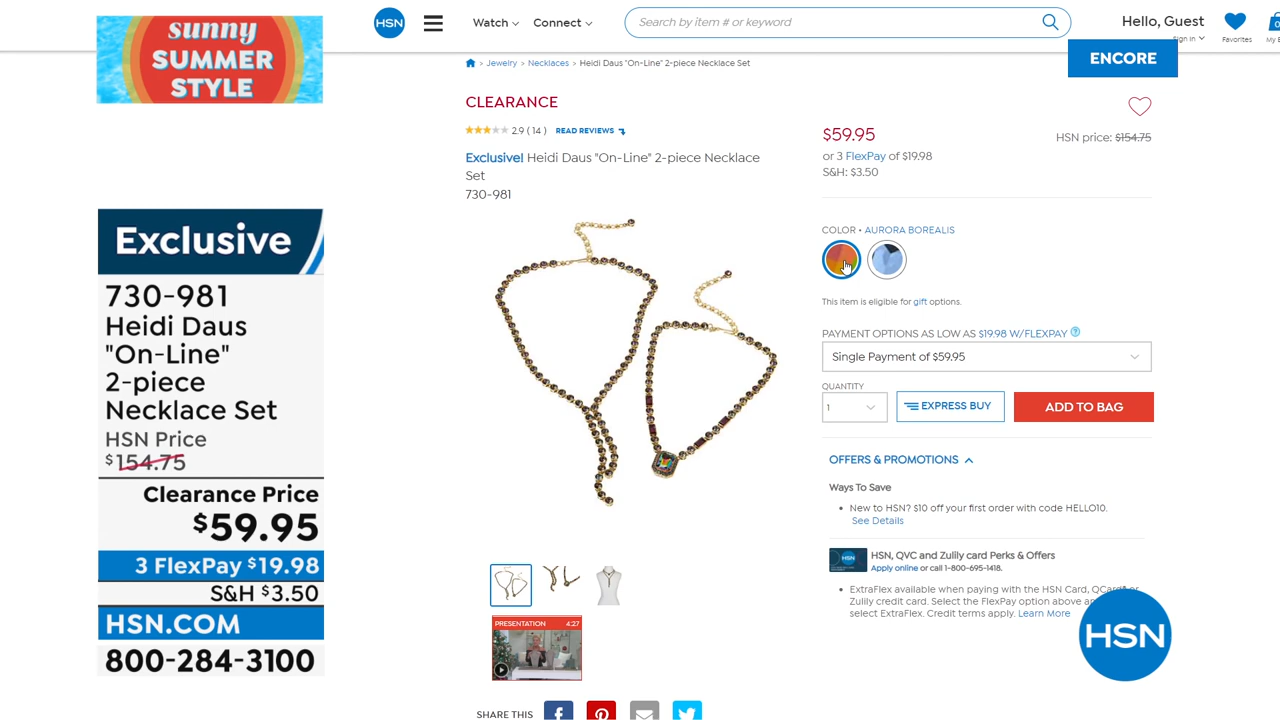 sunny
SUMMER
STYLE
Exclusive
730-981
Heidi Daus
"On-Line"
2-piece
Necklace Set
HSN Price
$154.75
Clearance Price
$59.95
3 FlexPay $19.98
S&H $3.50
HSN.COM
800-284-3100
HSN
Watch
Connect
Search by item # or keyword
Hello, Guest
Sign In
Favorites
0
ENCORE
> Jewelry > Necklaces > Heidi Daus "On-Line" 2-piece Necklace Set
CLEARANCE
2.9 ( 14 ) READ REVIEWS
Exclusive! Heidi Daus "On-Line" 2-piece Necklace
Set
730-981
PRESENTATION 4:27
SHARE THIS
$59.95
HSN price: $154.75
or 3 FlexPay of $19.98
S&H: $3.50
COLOR • AURORA BOREALIS
This item is eligible for gift options.
PAYMENT OPTIONS AS LOW AS $19.98 W/FLEXPAY ?
Single Payment of $59.95
QUANTITY
1
EXPRESS BUY
ADD TO BAG
OFFERS & PROMOTIONS
Ways To Save
• New to HSN? $10 off your first order with code HELLO10.
See Details
HSN
HSN, QVC and Zulily card Perks & Offers
Apply online or call 1-800-695-1418.
• ExtraFlex available when paying with the HSN Card, QCard or
Zulily credit card. Select the FlexPay option above
select ExtraFlex. Credit terms apply. Learn More
HSN